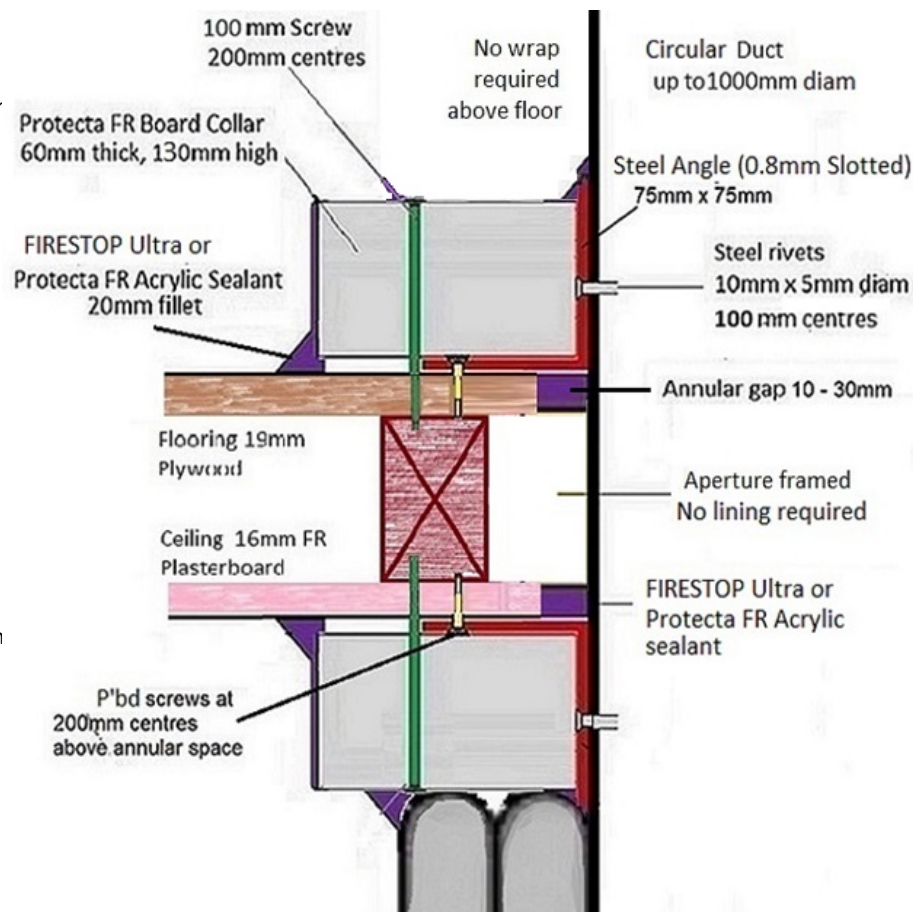 100 mm Screw
200mm centres
No wrap
required
above floor
Circular Duct
up to1000mm diam
Protecta FR Board Collar
60mm thick, 130mm high
Steel Angle (0.8mm Slotted)
75mm x 75mm
FIRESTOP Ultra or
Protecta FR Acrylic Sealant
20mm fillet
Steel rivets
10mm x 5mm diam
100 mm centres
Annular gap 10 - 30mm
Flooring 19mm
Plywood
Aperture framed
No lining required
Ceiling 16mm FR
Plasterboard
FIRESTOP Ultra or
Protecta FR Acrylic
sealant
P'bd screws at
200mm centres
above annular space